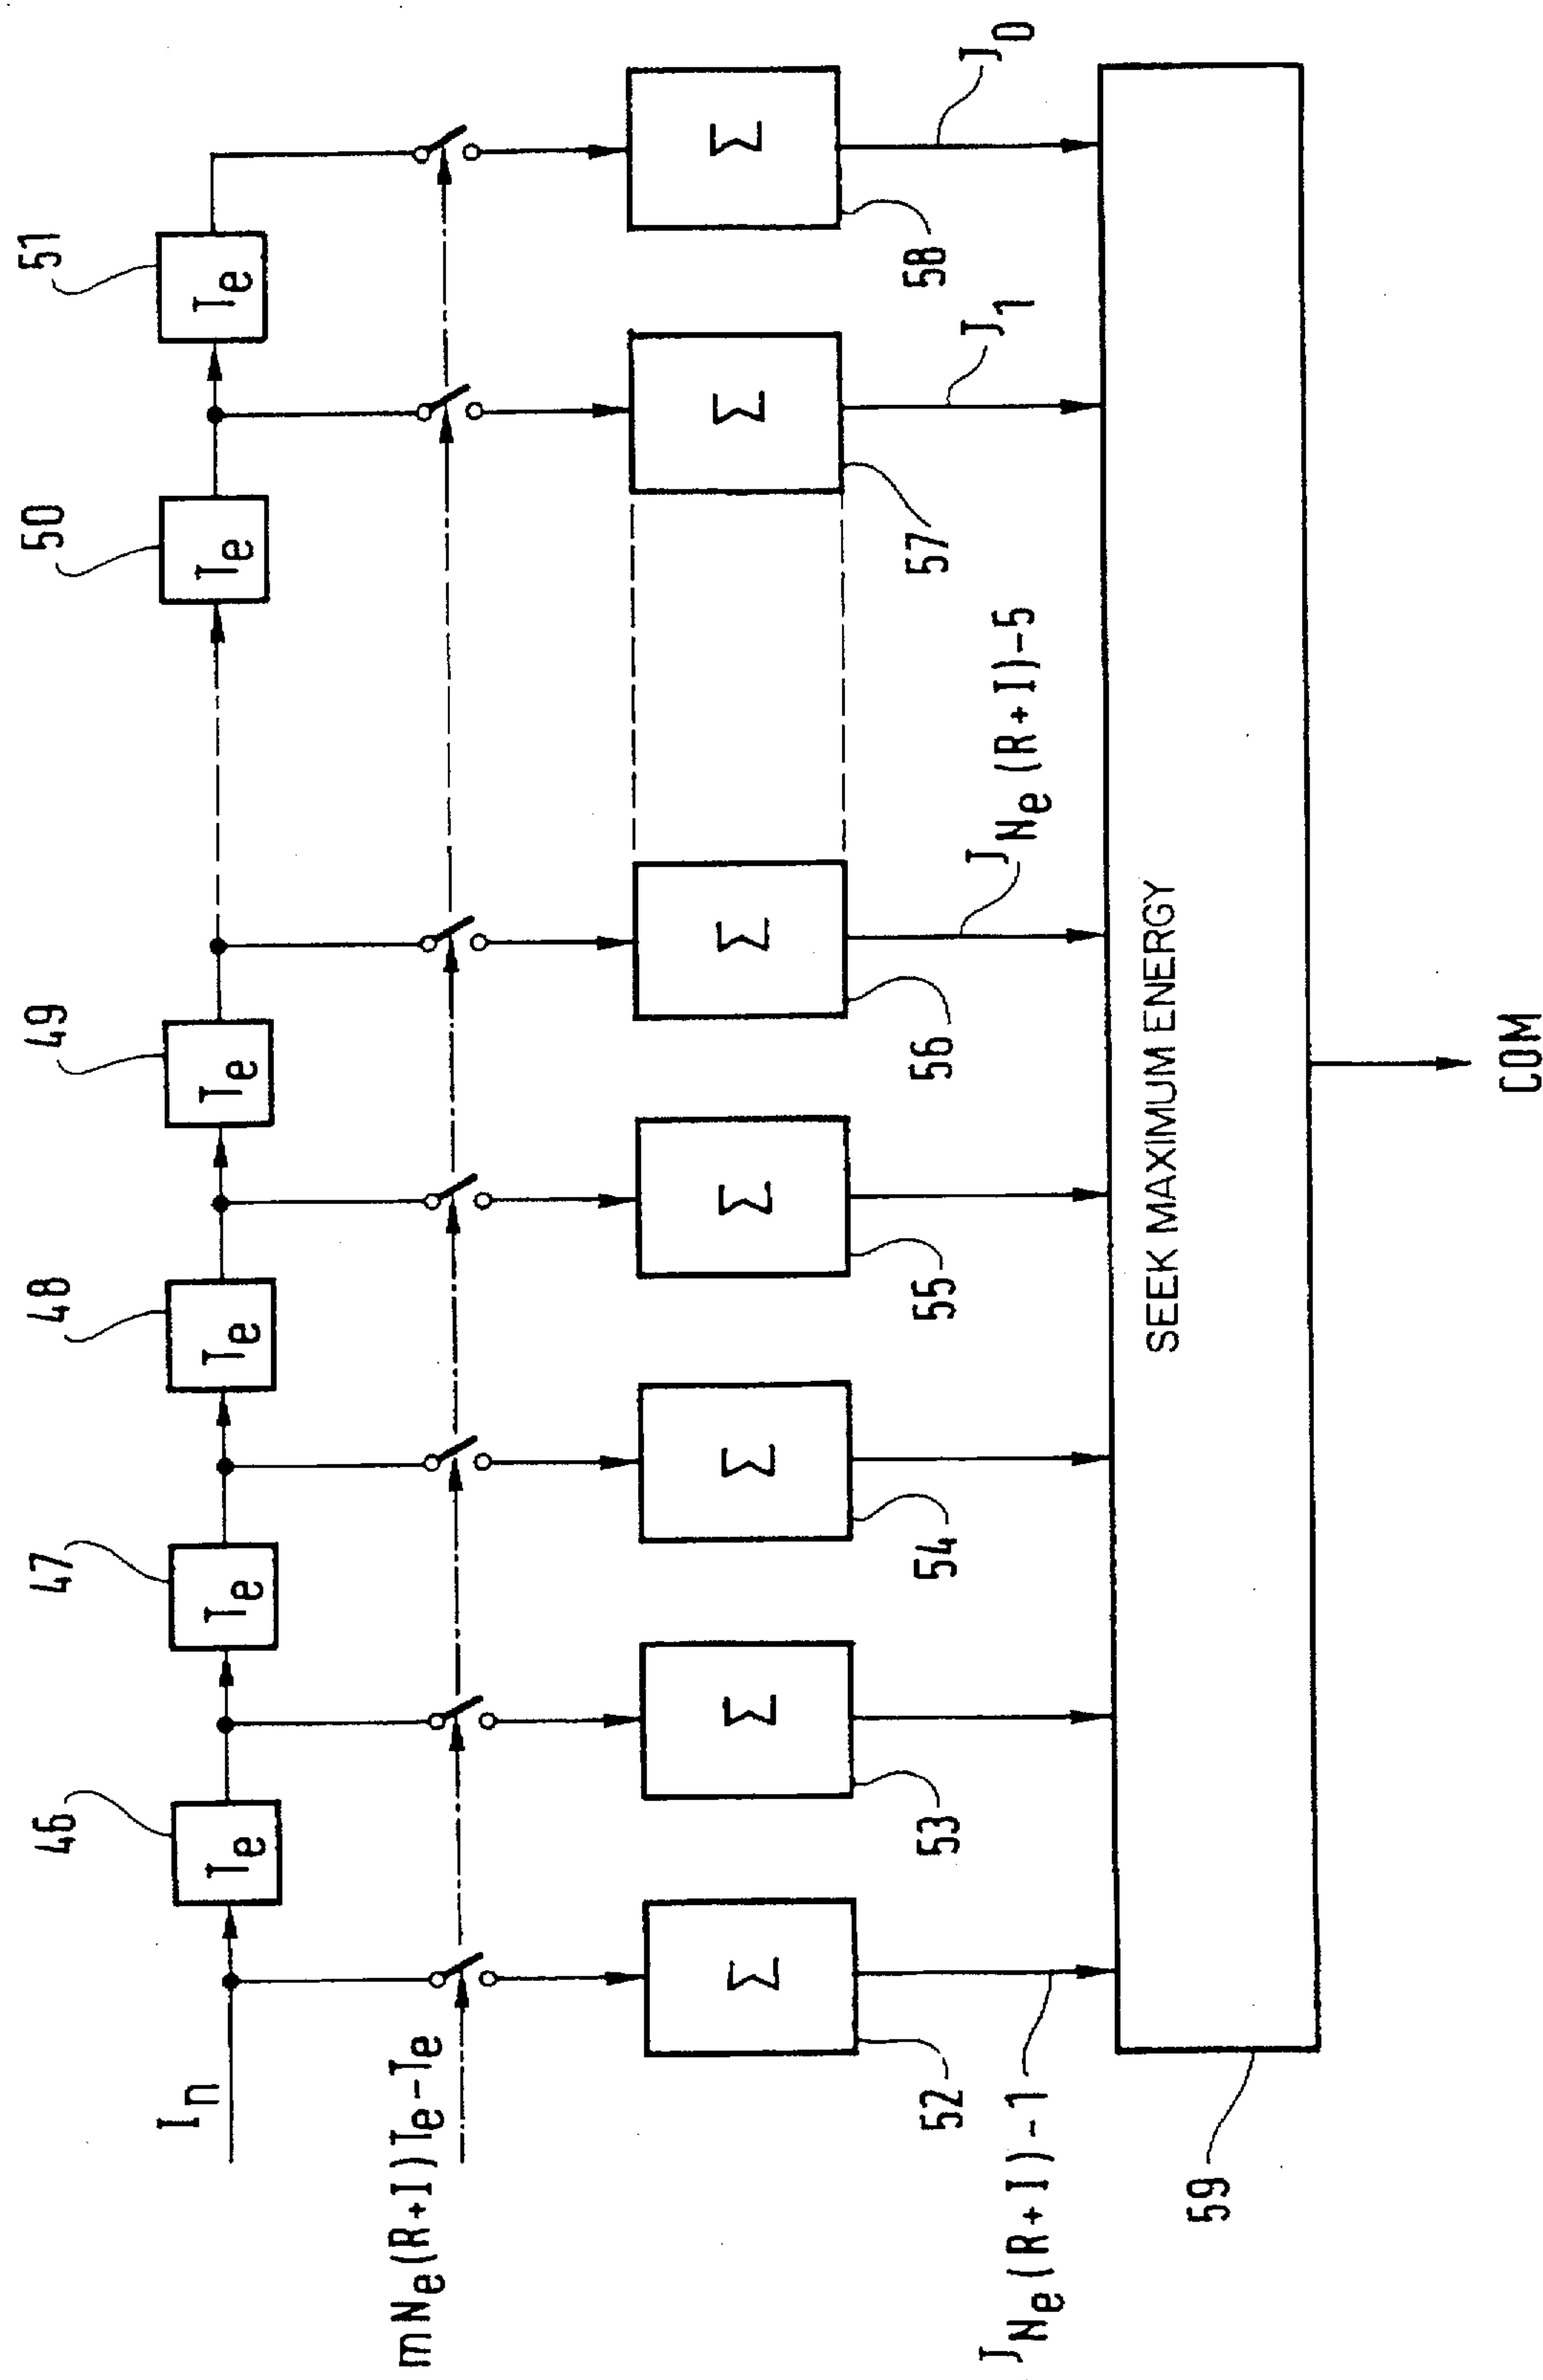 46
47
48
49
50
51
Te
Te
Te
Te
Te
Te
In
mNe(R+I)Te-Te
Σ
Σ
Σ
Σ
Σ
Σ
Σ
52
53
54
55
56
57
58
JNe(R+I)-1
JNe(R+I)-5
J1
J0
SEEK MAXIMUM ENERGY
59
COM